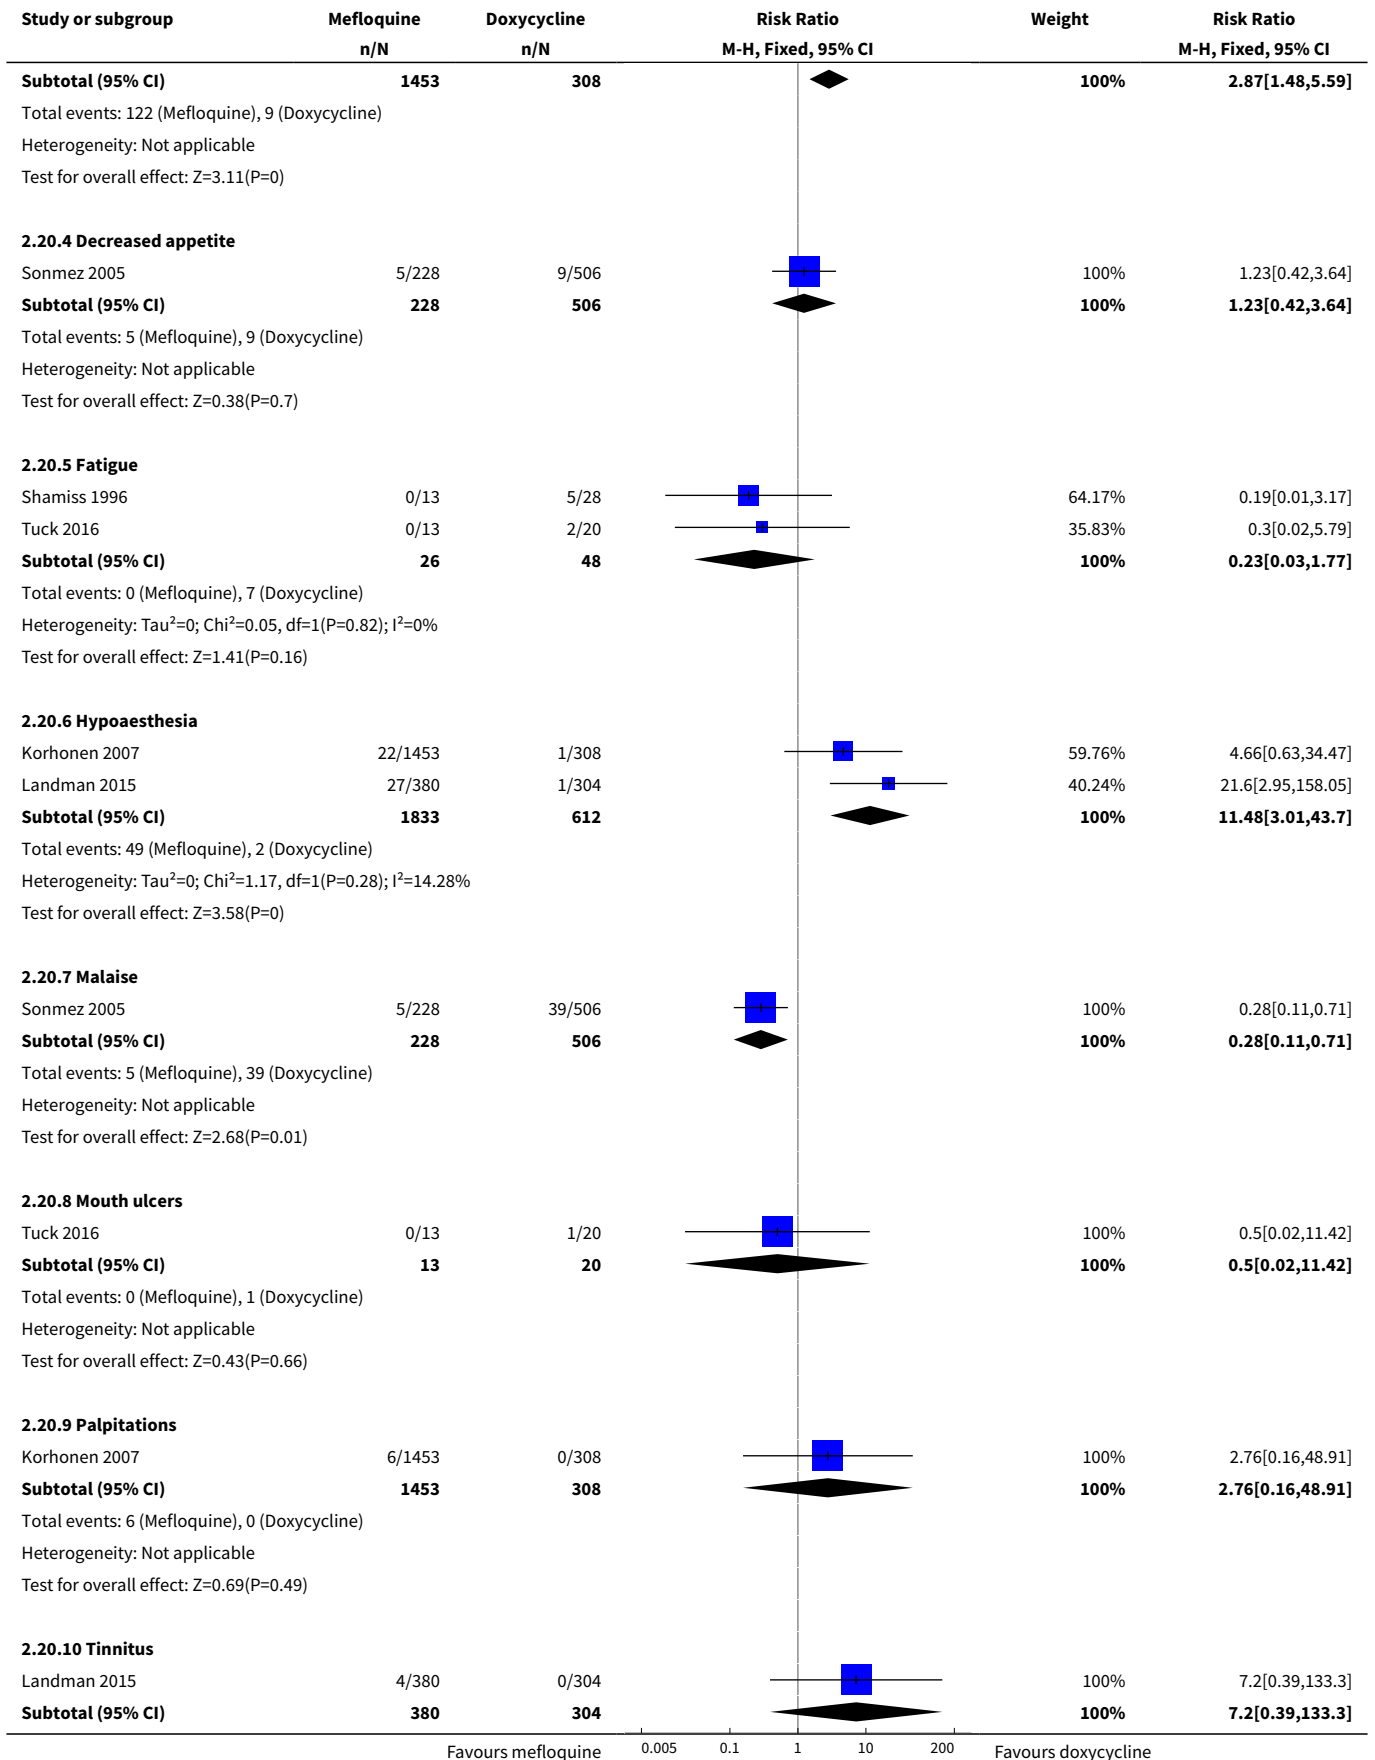 Study or subgroup Mefloquine Doxycycline Risk Ratio Weight Risk Ratio
n/N n/N M-H, Fixed, 95% CI M-H, Fixed, 95% CI
Subtotal (95% CI) 1453 308 100% 2.87[1.48,5.59]
Total events: 122 (Mefloquine), 9 (Doxycycline)
Heterogeneity: Not applicable
Test for overall effect: Z=3.11(P=0)
2.20.4 Decreased appetite
Sonmez 2005 5/228 9/506 100% 1.23[0.42,3.64]
Subtotal (95% CI) 228 506 100% 1.23[0.42,3.64]
Total events: 5 (Mefloquine), 9 (Doxycycline)
Heterogeneity: Not applicable
Test for overall effect: Z=0.38(P=0.7)
2.20.5 Fatigue
Shamiss 1996 0/13 5/28 64.17% 0.19[0.01,3.17]
Tuck 2016 0/13 2/20 35.83% 0.3[0.02,5.79]
Subtotal (95% CI) 26 48 100% 0.23[0.03,1.77]
Total events: 0 (Mefloquine), 7 (Doxycycline)
Heterogeneity: Tau²=0; Chi²=0.05, df=1(P=0.82); I²=0%
Test for overall effect: Z=1.41(P=0.16)
2.20.6 Hypoaesthesia
Korhonen 2007 22/1453 1/308 59.76% 4.66[0.63,34.47]
Landman 2015 27/380 1/304 40.24% 21.6[2.95,158.05]
Subtotal (95% CI) 1833 612 100% 11.48[3.01,43.7]
Total events: 49 (Mefloquine), 2 (Doxycycline)
Heterogeneity: Tau²=0; Chi²=1.17, df=1(P=0.28); I²=14.28%
Test for overall effect: Z=3.58(P=0)
2.20.7 Malaise
Sonmez 2005 5/228 39/506 100% 0.28[0.11,0.71]
Subtotal (95% CI) 228 506 100% 0.28[0.11,0.71]
Total events: 5 (Mefloquine), 39 (Doxycycline)
Heterogeneity: Not applicable
Test for overall effect: Z=2.68(P=0.01)
2.20.8 Mouth ulcers
Tuck 2016 0/13 1/20 100% 0.5[0.02,11.42]
Subtotal (95% CI) 13 20 100% 0.5[0.02,11.42]
Total events: 0 (Mefloquine), 1 (Doxycycline)
Heterogeneity: Not applicable
Test for overall effect: Z=0.43(P=0.66)
2.20.9 Palpitations
Korhonen 2007 6/1453 0/308 100% 2.76[0.16,48.91]
Subtotal (95% CI) 1453 308 100% 2.76[0.16,48.91]
Total events: 6 (Mefloquine), 0 (Doxycycline)
Heterogeneity: Not applicable
Test for overall effect: Z=0.69(P=0.49)
2.20.10 Tinnitus
Landman 2015 4/380 0/304 100% 7.2[0.39,133.3]
Subtotal (95% CI) 380 304 100% 7.2[0.39,133.3]
Favours mefloquine 0.005 0.1 1 10 200 Favours doxycycline